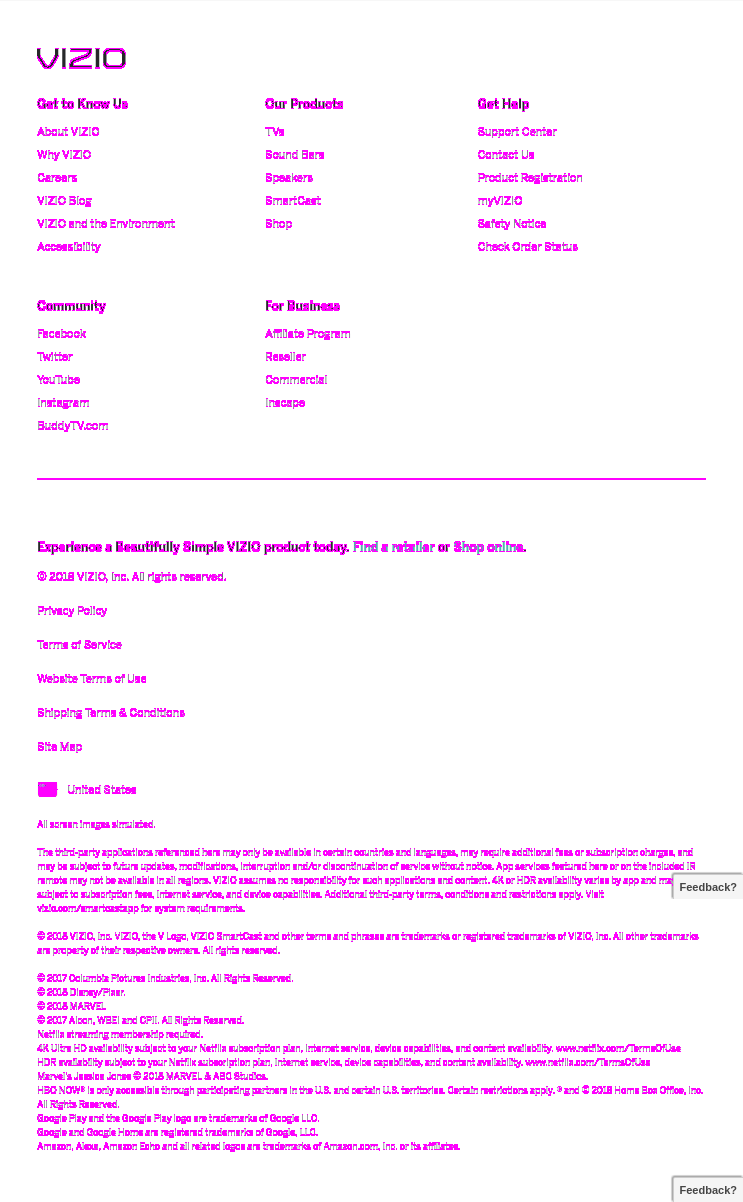 VIZIO
Get to Know Us
About VIZIO
Why VIZIO
Careers
VIZIO Blog
VIZIO and the Environment
Accessibility
Our Products
TVs
Sound Bars
Speakers
SmartCast
Shop
Get Help
Support Center
Contact Us
Product Registration
myVIZIO
Safety Notice
Check Order Status
Community
Facebook
Twitter
YouTube
Instagram
BuddyTV.com
For Business
Affiliate Program
Reseller
Commercial
Inscape
Experience a Beautifully Simple VIZIO product today. Find a retailer or Shop online.
© 2018 VIZIO, Inc. All rights reserved.
Privacy Policy
Terms of Service
Website Terms of Use
Shipping Terms & Conditions
Site Map
United States
All screen images simulated.
The third-party applications referenced here may only be available in certain countries and languages, may require additional fees or subscription charges, and
may be subject to future updates, modifications, interruption and/or discontinuation of service without notice. App services featured here or on the included IR
remote may not be available in all regions. VIZIO assumes no responsibility for such applications and content. 4K or HDR availability varies by app and
subject to subscription fees, Internet service, and device capabilities. Additional third-party terms, conditions and restrictions apply. Visit
vizio.com/smartcastapp for system requirements.
Feedback?
© 2018 VIZIO, Inc. VIZIO, the V Logo, VIZIO SmartCast and other terms and phrases are trademarks or registered trademarks of VIZIO, Inc. All other trademarks
are property of their respective owners. All rights reserved.
© 2017 Columbia Pictures Industries, Inc. All Rights Reserved.
© 2018 Disney/Pixar.
© 2018 MARVEL
© 2017 Alcon, WBEI and CPII. All Rights Reserved.
Netflix streaming membership required.
4K Ultra HD availability subject to your Netflix subscription plan, Internet service, device capabilities, and content availability. www.netflix.com/TermsOfUse
HDR availability subject to your Netflix subscription plan, Internet service, device capabilities, and content availability. www.netflix.com/TermsOfUse
Marvel's Jessica Jones © 2018 MARVEL & ABC Studios.
HBO NOW® is only accessible through participating partners in the U.S. and certain U.S. territories. Certain restrictions apply. ® and © 2018 Home Box Office, Inc.
All Rights Reserved.
Google Play and the Google Play logo are trademarks of Google LLC.
Google and Google Home are registered trademarks of Google, LLC.
Amazon, Alexa, Amazon Echo and all related logos are trademarks of Amazon.com, Inc. or its affiliates.
Feedback?